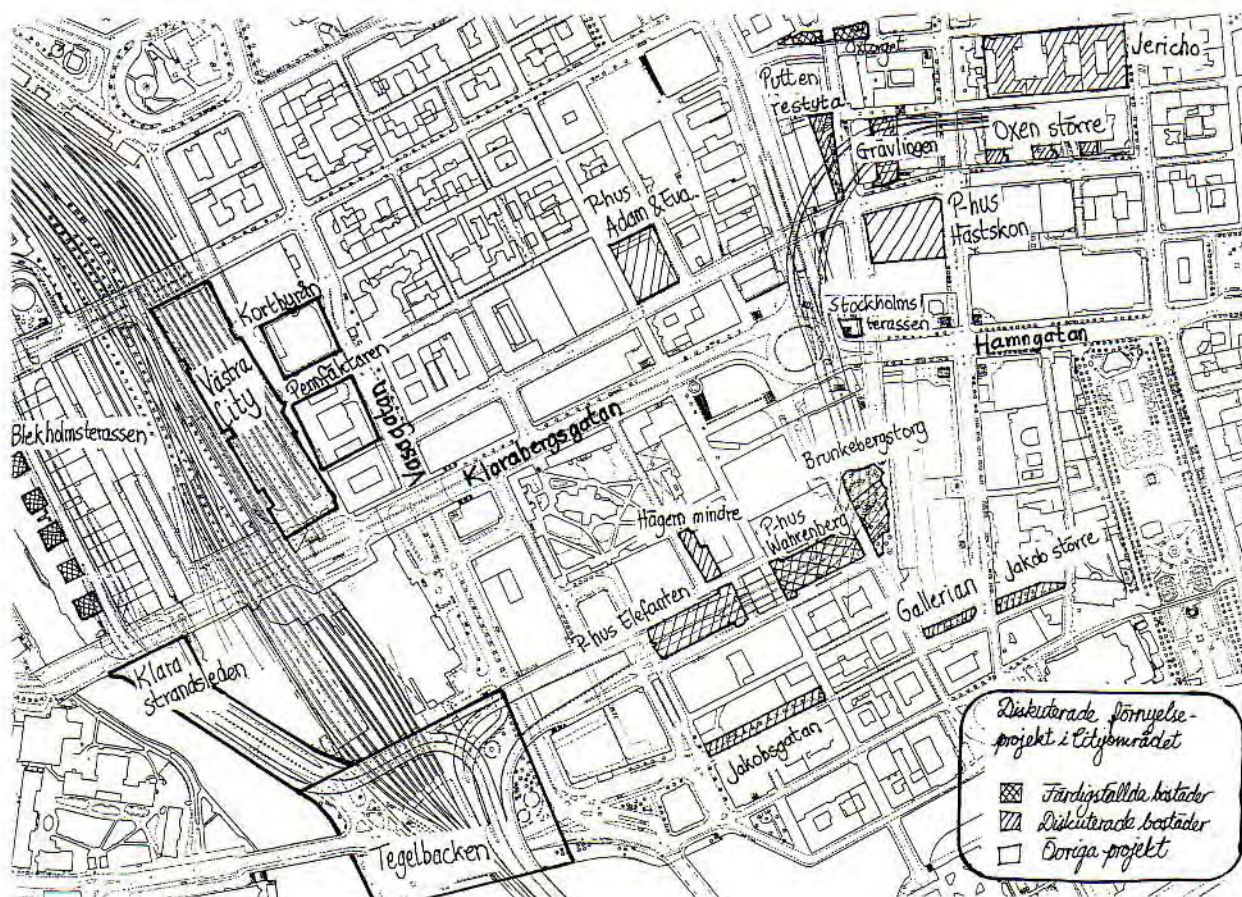 Oxtorget
Jericho
Putten
restyta
Oxen större
Grävlingen
P-hus
Adam & Eva.
P-hus
Hästskon
Kortbyrån
Stockholms
terassen
Hamngatan
Västra
City
Pennfäktaren
Vasagatan
Blekholmsterassen
Klarabergsgatan
Brunkebergstorg
Hägern mindre
P-hus
Wahrenberg
Jakob större
Gallerian
P-hus Elefanten
Klara
strandsleden
Jakobsgatan
Tegelbacken
Diskuterade förnyelse-
projekt i Cityområdet
Färdigställda bostäder
Diskuterade bostäder
Övriga projekt